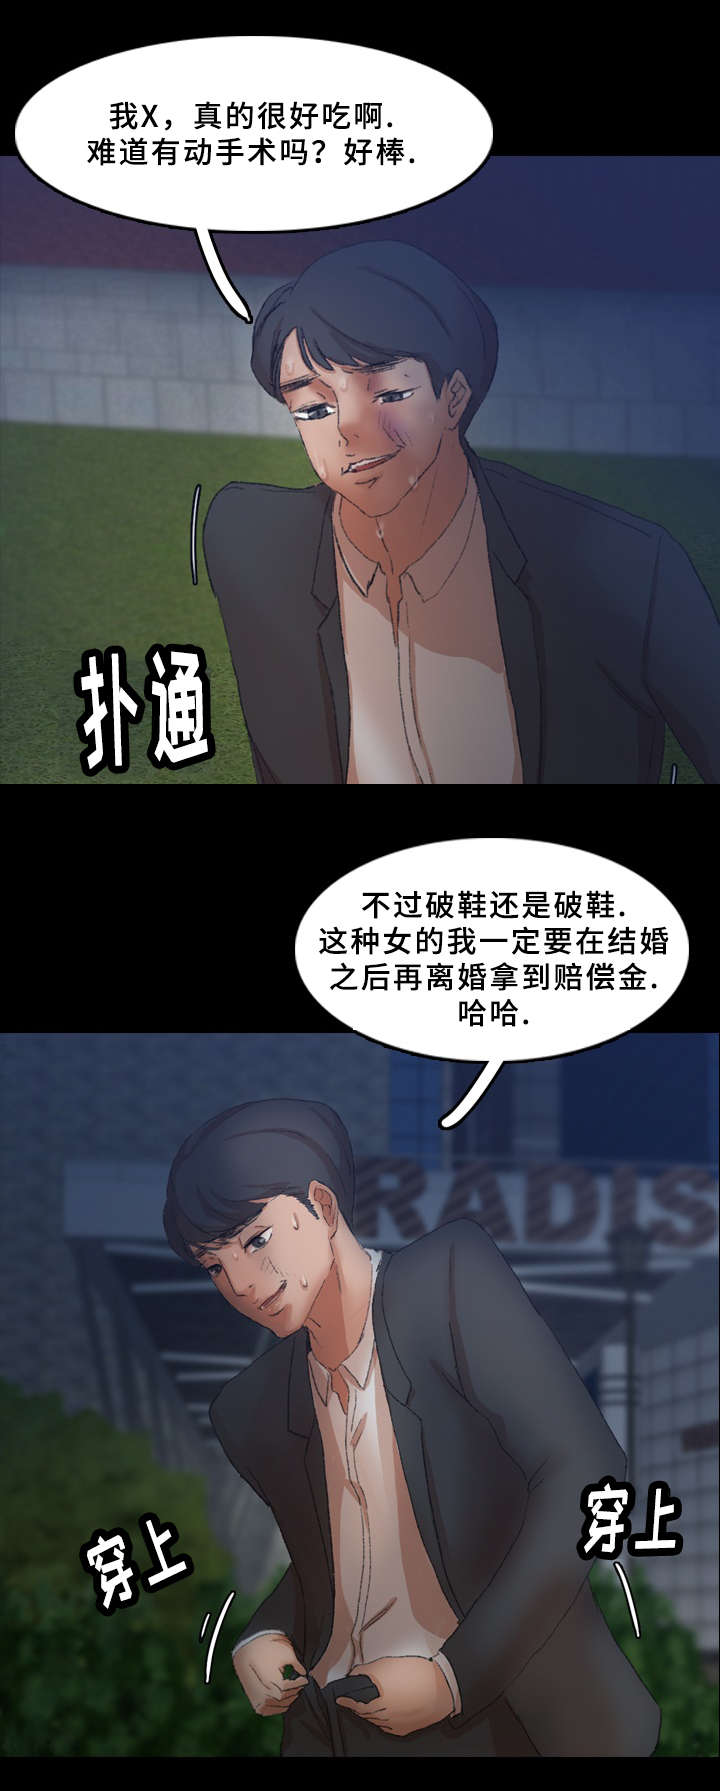 我X，真的很好吃啊.
难道有动手术吗？好棒.
扑通
不过破鞋还是破鞋.
这种女的我一定要在结婚
之后再离婚拿到赔偿金.
哈哈.
RADIS
穿上
穿上